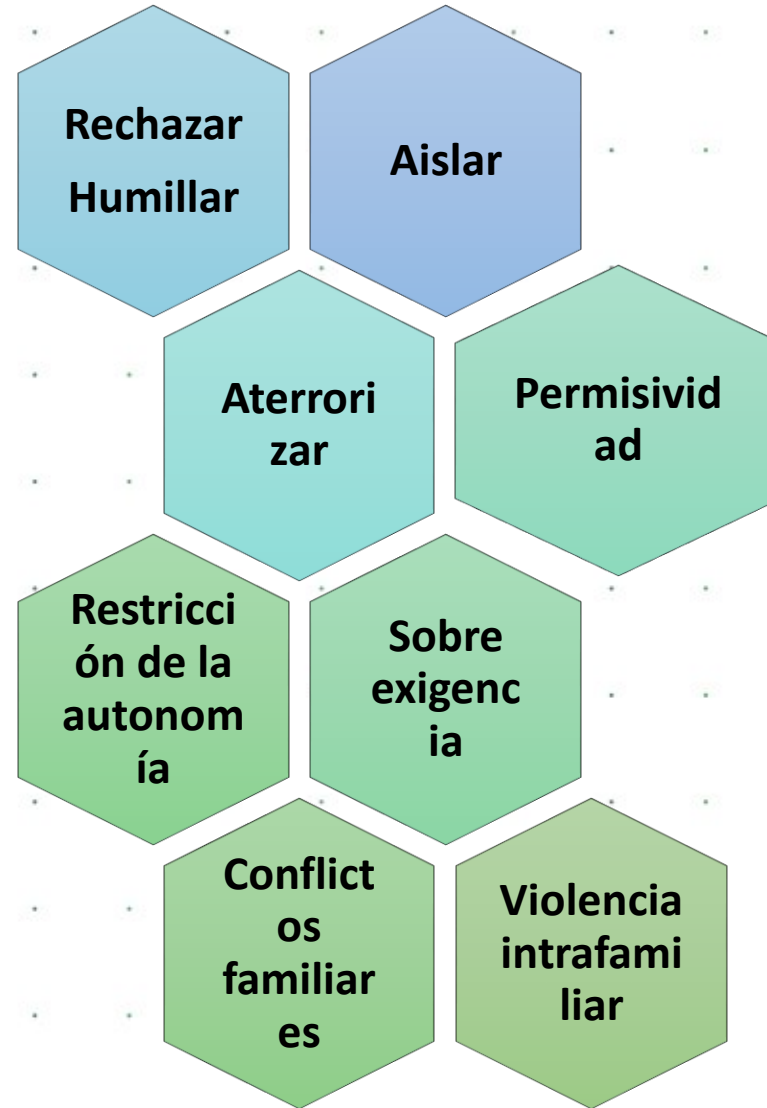 Rechazar
Humillar
Aislar
Aterrori
zar
Permisivid
ad
Restricci
ón de la
autonom
ía
Sobre
exigenc
ia
Conflict
os
familiar
es
Violencia
intrafami
liar